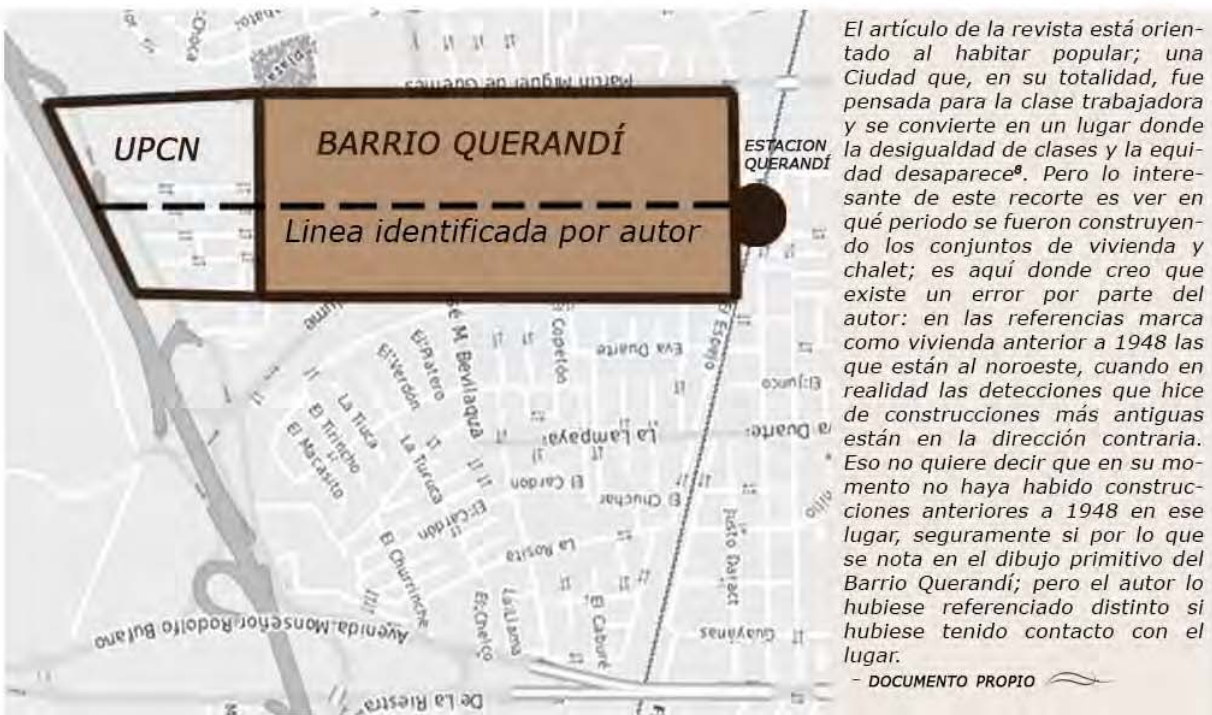 Martín Miguel de Güemes
UPCN
BARRIO QUERANDÍ
ESTACION
QUERANDÍ
Linea identificada por autor
El Espejo
sé M. Bevilaqua
El Copetón
Eva Duarte
El Platero
El Verdón
La Tiuca
El Tirincho
El Matasito
La Turuca
La Lampaya
a Duarte
El Cardón
El Chuchar
El Cardón
La Rosita
Justo Daract
El Churrinche
El Chelco
La Llama
El Caburé
Guayanas
Avenida Monseñor Rodolfo Bufano
De La Riestra
El artículo de la revista está orien-
tado al habitar popular; una
Ciudad que, en su totalidad, fue
pensada para la clase trabajadora
y se convierte en un lugar donde
la desigualdad de clases y la equi-
dad desaparece⁸. Pero lo intere-
sante de este recorte es ver en
qué periodo se fueron construyen-
do los conjuntos de vivienda y
chalet; es aquí donde creo que
existe un error por parte del
autor: en las referencias marca
como vivienda anterior a 1948 las
que están al noroeste, cuando en
realidad las detecciones que hice
de construcciones más antiguas
están en la dirección contraria.
Eso no quiere decir que en su mo-
mento no haya habido construc-
ciones anteriores a 1948 en ese
lugar, seguramente si por lo que
se nota en el dibujo primitivo del
Barrio Querandí; pero el autor lo
hubiese referenciado distinto si
hubiese tenido contacto con el
lugar.
- DOCUMENTO PROPIO